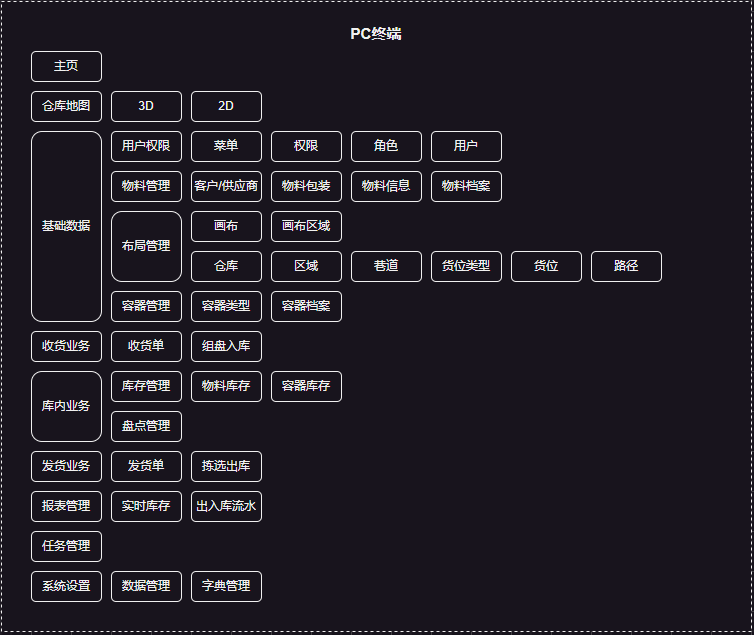 PC终端
主页
仓库地图 3D 2D
用户权限 菜单 权限 角色 用户
物料管理 客户/供应商 物料包装 物料信息 物料档案
基础数据 画布 画布区域
布局管理
仓库 区域 巷道 货位类型 货位 路径
容器管理 容器类型 容器档案
收货业务 收货单 组盘入库
库存管理 物料库存 容器库存
库内业务
盘点管理
发货业务 发货单 拣选出库
报表管理 实时库存 出入库流水
任务管理
系统设置 数据管理 字典管理